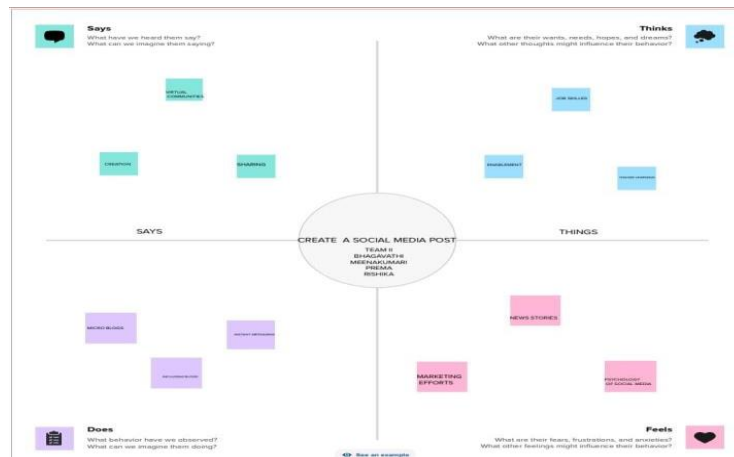 Says
What have we heard them say?
What can we imagine them saying?
Thinks
What are their wants, needs, hopes, and dreams?
What other thoughts might influence their behavior?
VIRTUAL
COMMUNITIES
CREATION
SHARING
JOB SKILLED
ENABLEMENT
SAYS
THINGS
CREATE A SOCIAL MEDIA POST
TEAM II
BHAGAVATHI
MEENAKUMARI
PREMA
RISHIKA
MICRO BLOGS
INSTANT MESSAGING
NEWS STORIES
MARKETING
EFFORTS
PSYCHOLOGY
OF SOCIAL MEDIA
Does
What behavior have we observed?
What can we imagine them doing?
Feels
What are their fears, frustrations, and anxieties?
What other feelings might influence their behavior?
See an example